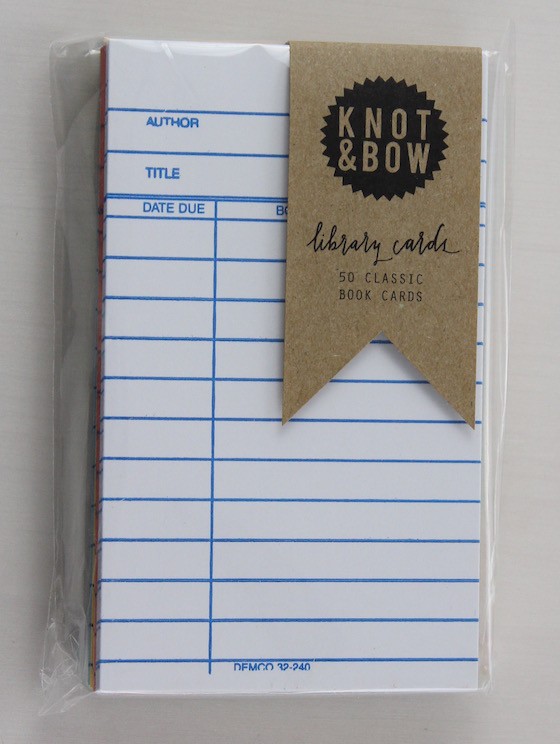 AUTHOR
TITLE
DATE DUE
KNOT
&BOW
library cards
50 CLASSIC
BOOK CARDS
DEMCO 32-240